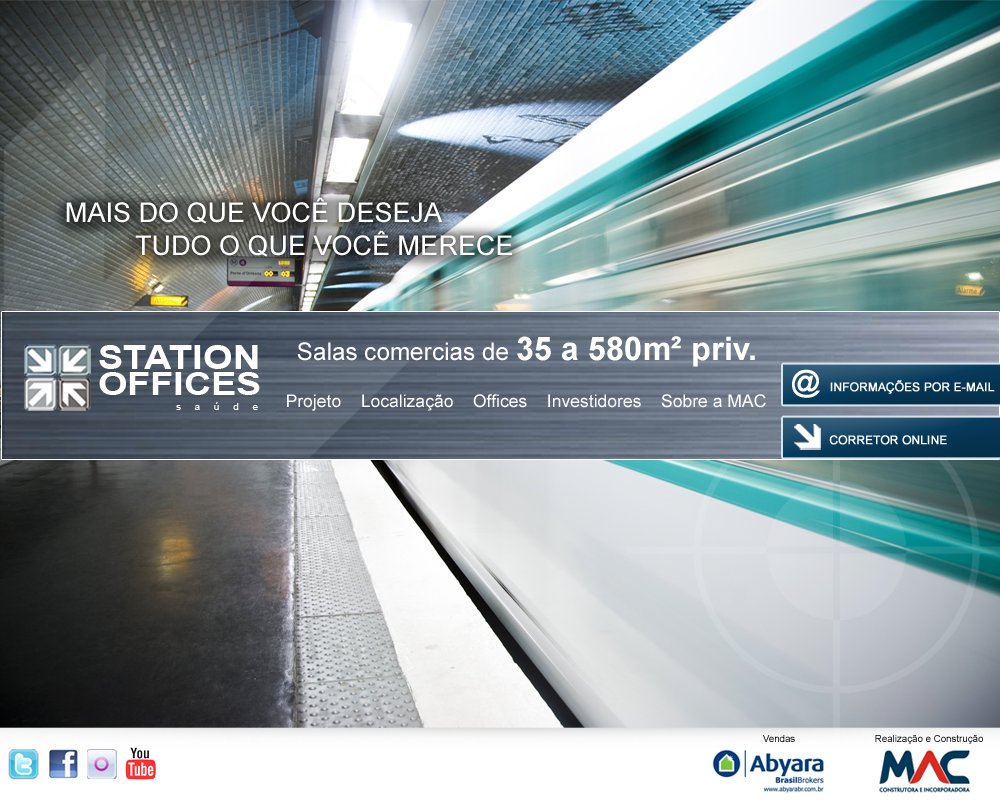 MAIS DO QUE VOCÊ DESEJA
TUDO O QUE VOCÊ MERECE
Alarme
STATION
OFFICES
saúde
Salas comercias de 35 a 580m² priv.
Projeto Localização Offices Investidores Sobre a MAC
@ INFORMAÇÕES POR E-MAIL
CORRETOR ONLINE
Vendas
Abyara
BrasilBrokers
www.abyarabr.com.br
Realização e Construção
MAC
CONSTRUTORA E INCORPORADORA
You
Tube